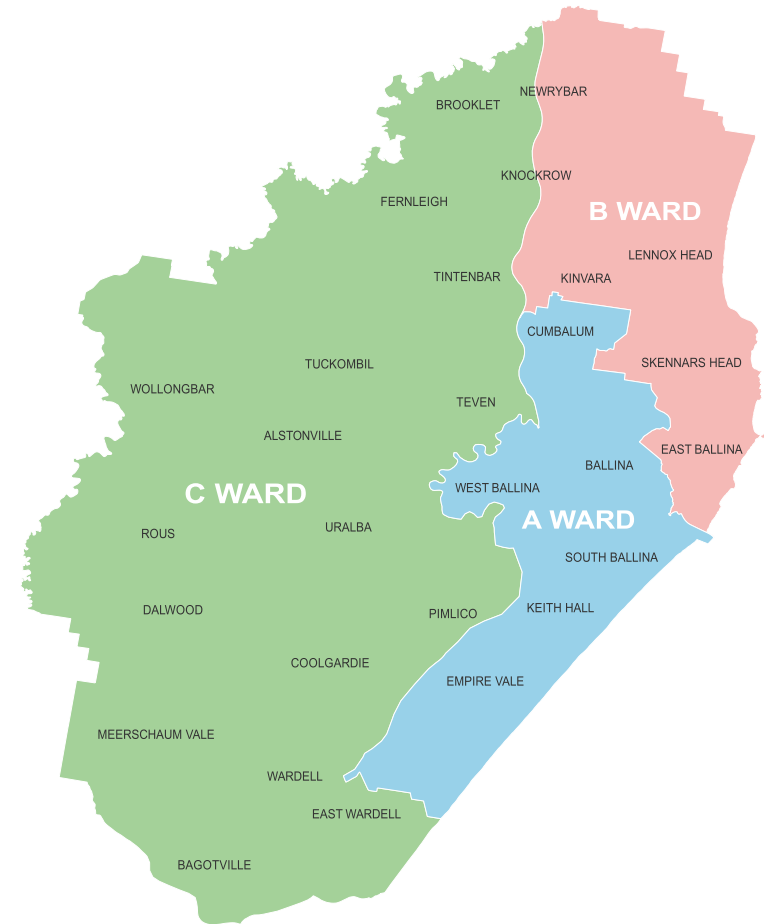 NEWRYBAR
BROOKLET
KNOCKROW
FERNLEIGH
B WARD
LENNOX HEAD
TINTENBAR
KINVARA
CUMBALUM
TUCKOMBIL
SKENNARS HEAD
WOLLONGBAR
TEVEN
ALSTONVILLE
EAST BALLINA
BALLINA
WEST BALLINA
C WARD
A WARD
URALBA
ROUS
SOUTH BALLINA
KEITH HALL
DALWOOD
PIMLICO
COOLGARDIE
EMPIRE VALE
MEERSCHAUM VALE
WARDELL
EAST WARDELL
BAGOTVILLE